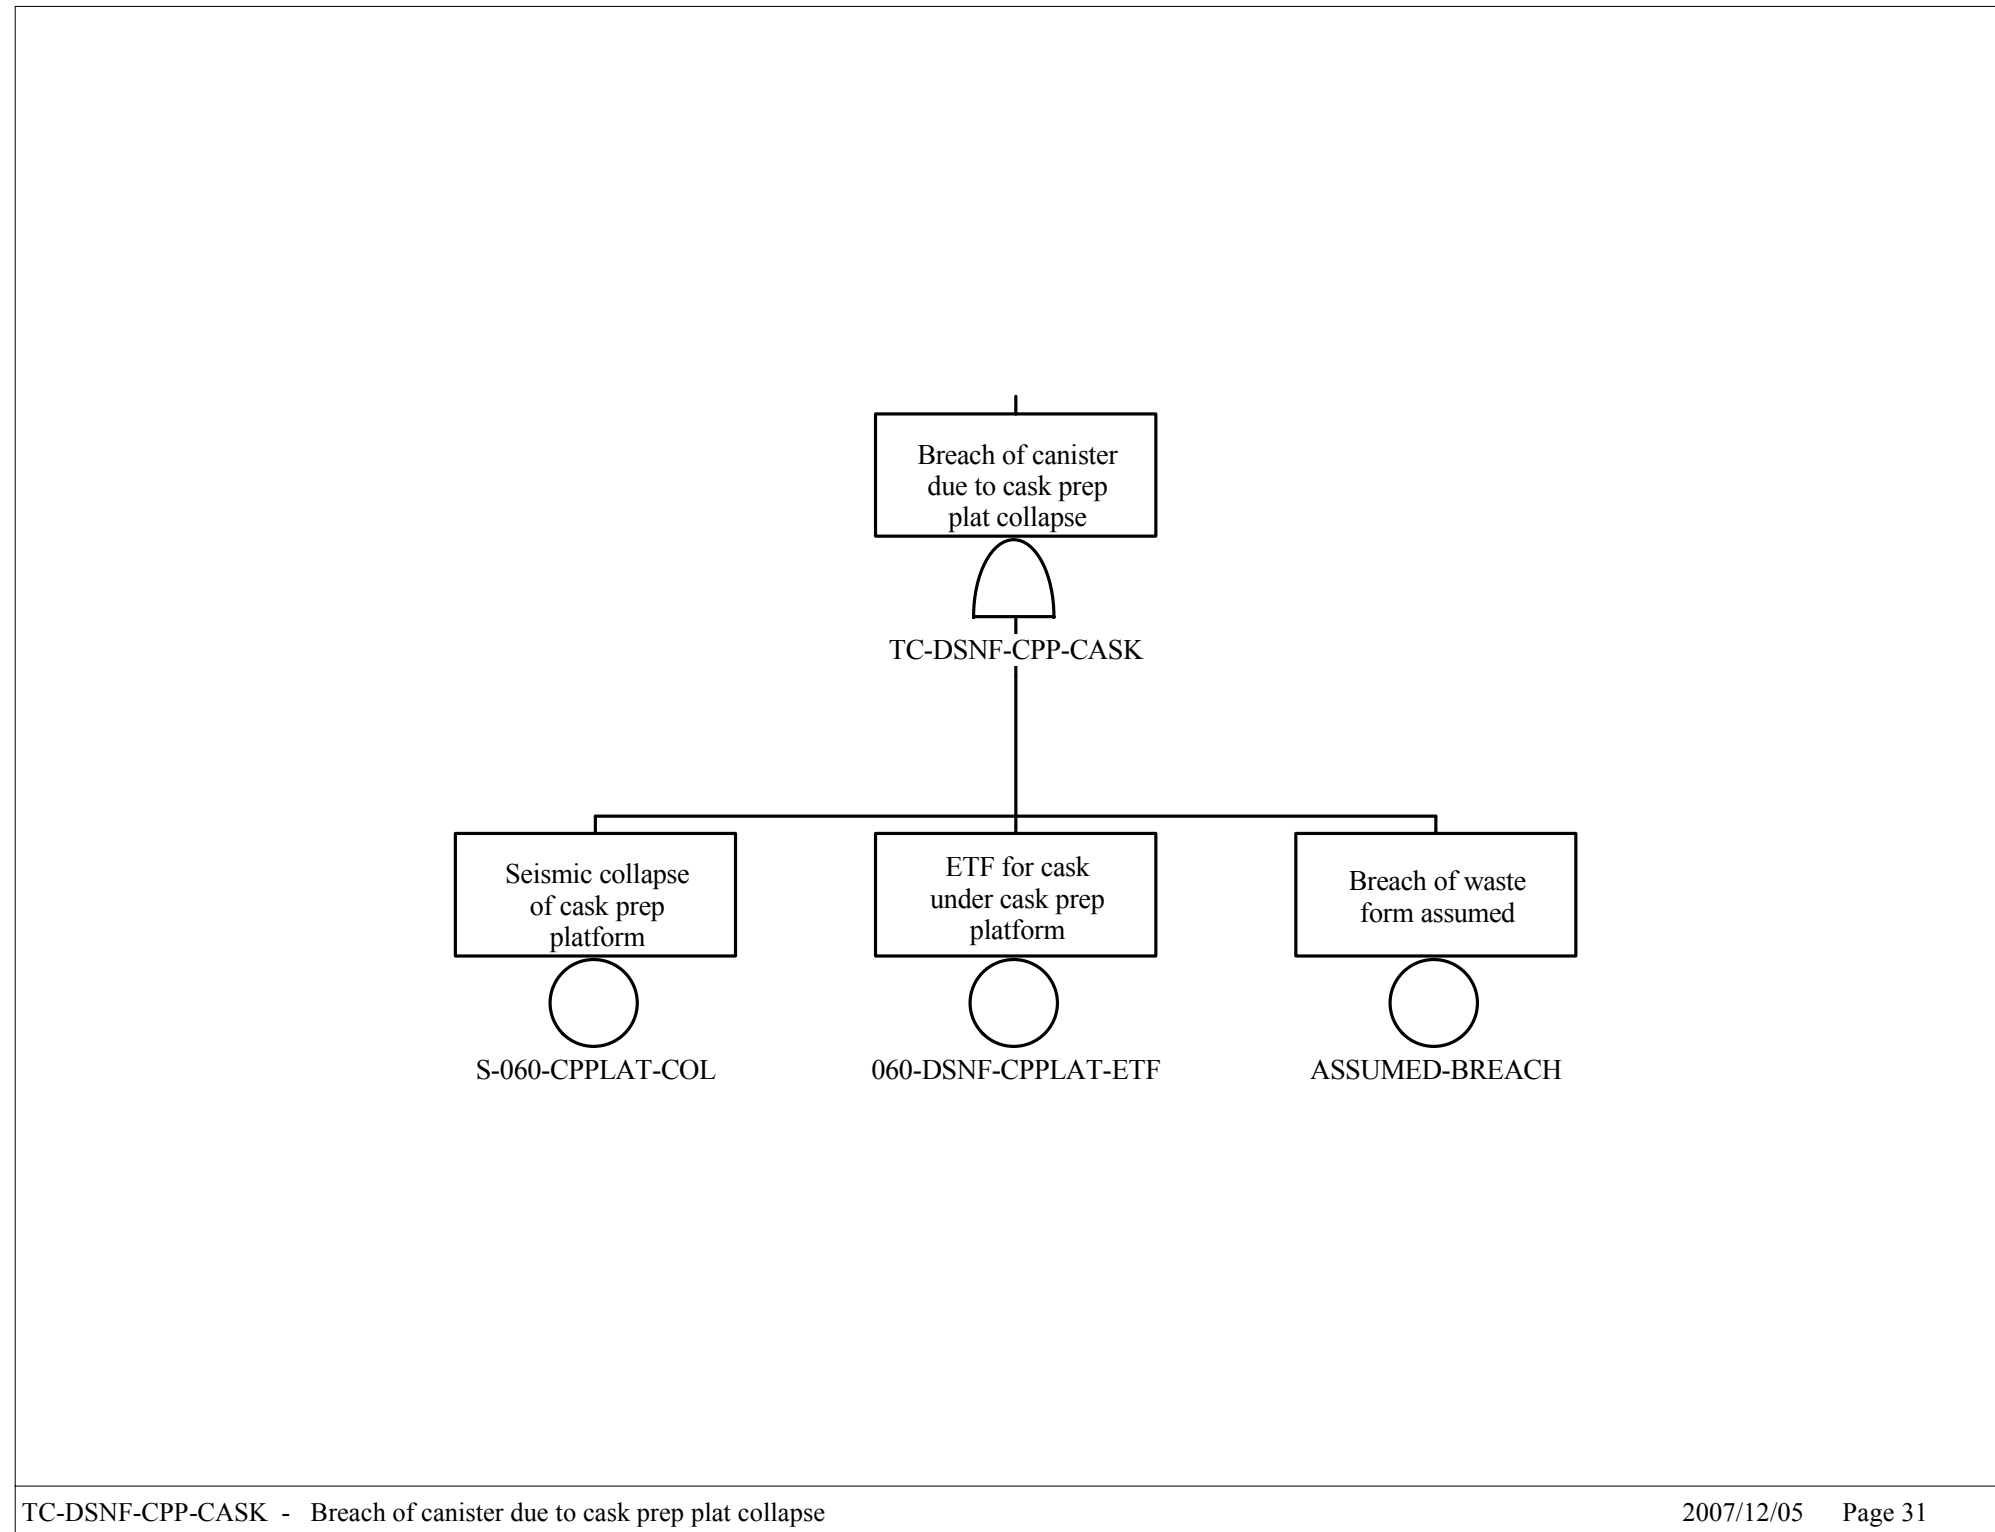 Breach of canister
due to cask prep
plat collapse
TC-DSNF-CPP-CASK
Seismic collapse
of cask prep
platform
S-060-CPPLAT-COL
ETF for cask
under cask prep
platform
060-DSNF-CPPLAT-ETF
Breach of waste
form assumed
ASSUMED-BREACH
TC-DSNF-CPP-CASK - Breach of canister due to cask prep plat collapse
2007/12/05 Page 31